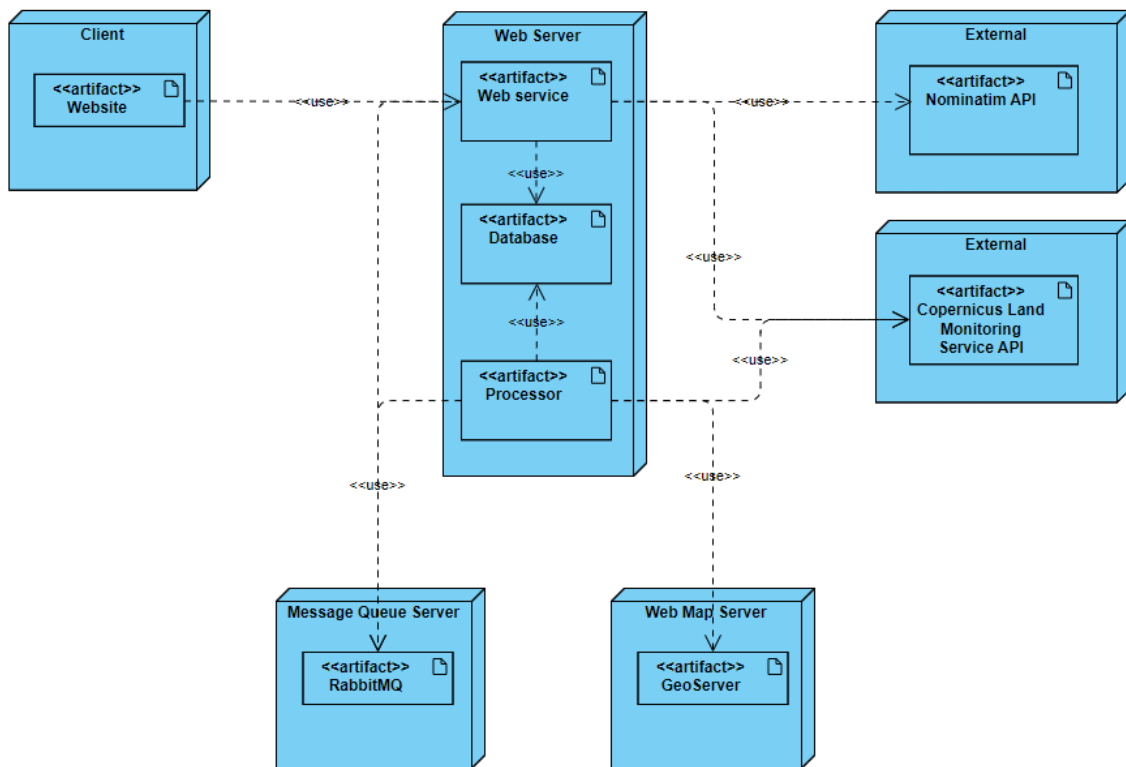 Client
<<artifact>>
Website
<<use>>
Web Server
<<artifact>>
Web service
<<use>>
<<artifact>>
Database
<<use>>
<<artifact>>
Processor
<<use>>
External
<<artifact>>
Nominatim API
<<use>>
External
<<artifact>>
Copernicus Land
Monitoring
Service API
<<use>>
<<use>>
<<use>>
Message Queue Server
<<artifact>>
RabbitMQ
Web Map Server
<<artifact>>
GeoServer